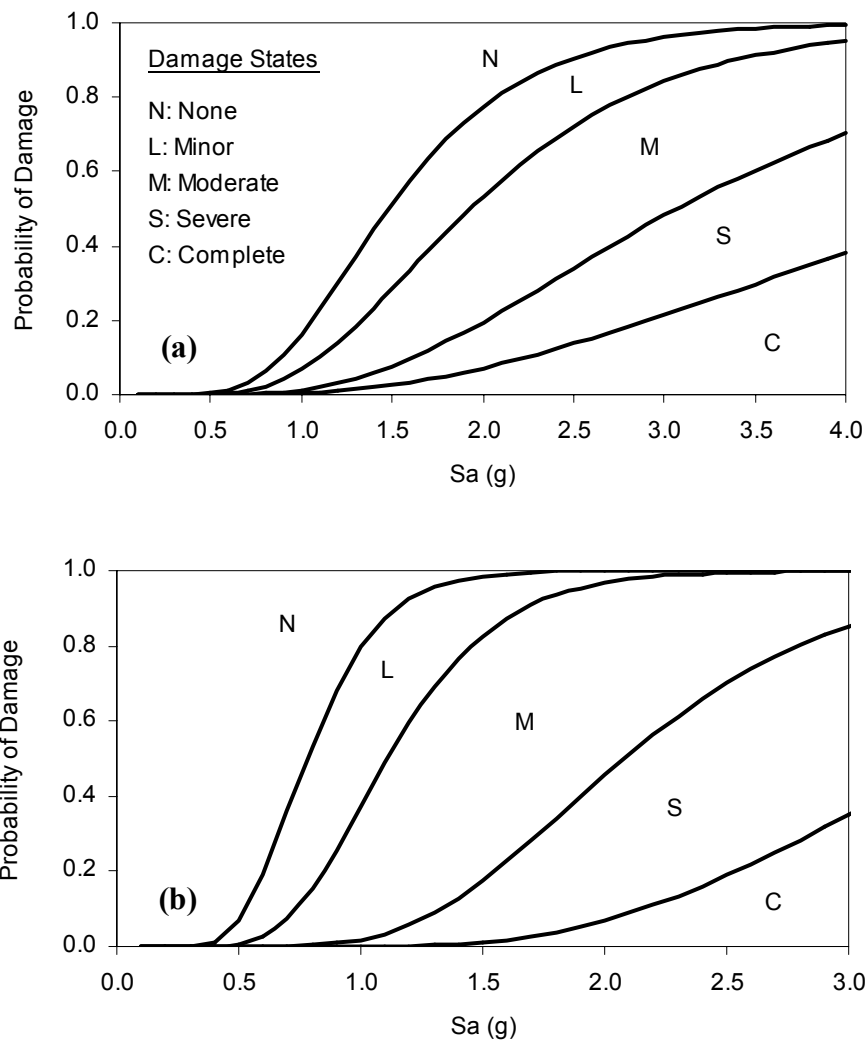 1.0
0.8
0.6
0.4
0.2
0.0
Probability of Damage
Damage States
N: None
L: Minor
M: Moderate
S: Severe
C: Complete
N
L
M
S
C
(a)
0.0 0.5 1.0 1.5 2.0 2.5 3.0 3.5 4.0
Sa (g)
1.0
0.8
0.6
0.4
0.2
0.0
Probability of Damage
N
L
M
S
C
(b)
0.0 0.5 1.0 1.5 2.0 2.5 3.0
Sa (g)